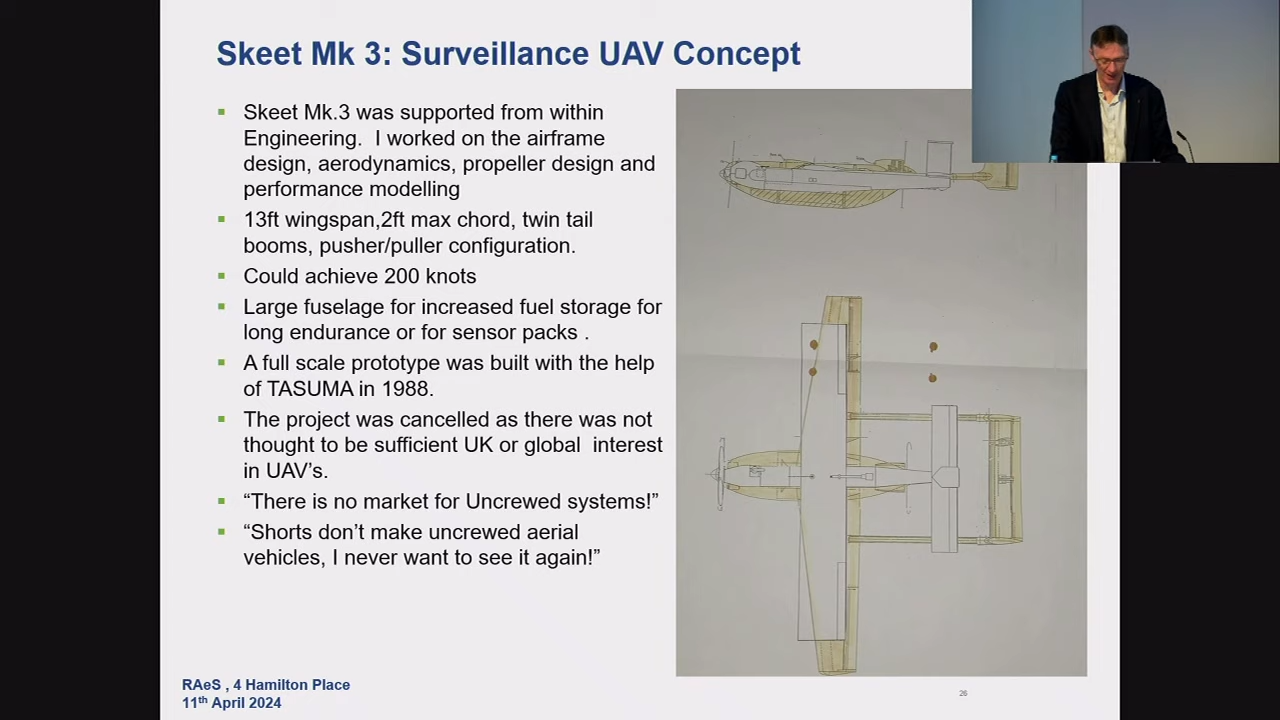 Skeet Mk 3: Surveillance UAV Concept
Skeet Mk.3 was supported from within
Engineering.  I worked on the airframe
design, aerodynamics, propeller design and
performance modelling
13ft wingspan,2ft max chord, twin tail
booms, pusher/puller configuration.
Could achieve 200 knots
Large fuselage for increased fuel storage for
long endurance or for sensor packs .
A full scale prototype was built with the help
of TASUMA in 1988.
The project was cancelled as there was not
thought to be sufficient UK or global  interest
in UAV’s.
“There is no market for Uncrewed systems!”
“Shorts don’t make uncrewed aerial
vehicles, I never want to see it again!”
RAeS , 4 Hamilton Place
11th April 2024
26